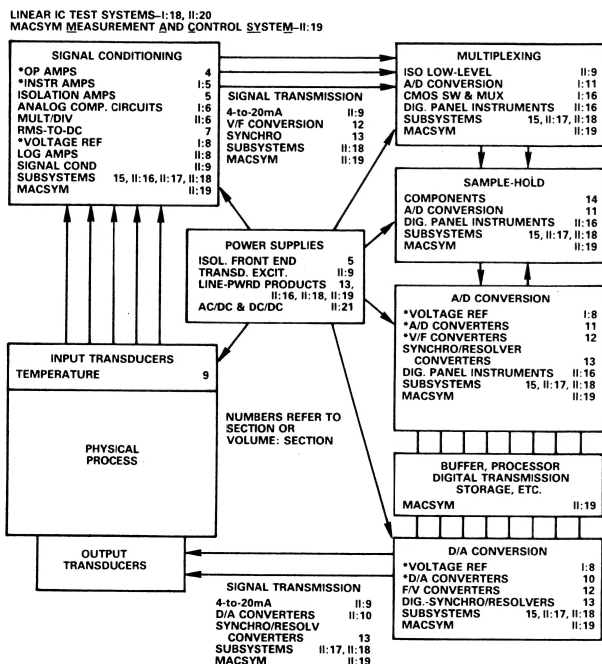 LINEAR IC TEST SYSTEMS–I:18, II:20
MACSYM MEASUREMENT AND CONTROL SYSTEM–II:19
SIGNAL CONDITIONING
*OP AMPS 4
*INSTR AMPS I:5
ISOLATION AMPS 5
ANALOG COMP. CIRCUITS I:6
MULT/DIV II:6
RMS-TO-DC 7
*VOLTAGE REF I:8
LOG AMPS II:8
SIGNAL COND II:9
SUBSYSTEMS 15, II:16, II:17, II:18
MACSYM II:19
SIGNAL TRANSMISSION
4-to-20mA II:9
V/F CONVERSION 12
SYNCHRO 13
SUBSYSTEMS II:18
MACSYM II:19
MULTIPLEXING
ISO LOW-LEVEL II:9
A/D CONVERSION I:11
CMOS SW & MUX I:16
DIG. PANEL INSTRUMENTS II:16
SUBSYSTEMS 15, II:17, II:18
MACSYM II:19
SAMPLE-HOLD
COMPONENTS 14
A/D CONVERSION 11
DIG. PANEL INSTRUMENTS II:16
SUBSYSTEMS 15, II:17, II:18
MACSYM II:19
POWER SUPPLIES
ISOL. FRONT END 5
TRANSD. EXCIT. II:9
LINE-PWRD PRODUCTS 13,
II:16, II:18, II:19
AC/DC & DC/DC II:21
A/D CONVERSION
*VOLTAGE REF I:8
*A/D CONVERTERS 11
*V/F CONVERTERS 12
SYNCHRO/RESOLVER
CONVERTERS 13
DIG. PANEL INSTRUMENTS II:16
SUBSYSTEMS 15, II:17, II:18
MACSYM II:19
INPUT TRANSDUCERS
TEMPERATURE 9
PHYSICAL
PROCESS
NUMBERS REFER TO
SECTION OR
VOLUME: SECTION
BUFFER, PROCESSOR
DIGITAL TRANSMISSION
STORAGE, ETC.
MACSYM II:19
OUTPUT
TRANSDUCERS
SIGNAL TRANSMISSION
4-to-20mA II:9
D/A CONVERTERS II:10
SYNCHRO/RESOLV
CONVERTERS 13
SUBSYSTEMS II:17, II:18
MACSYM II:19
D/A CONVERSION
*VOLTAGE REF I:8
*D/A CONVERTERS 10
F/V CONVERTERS 12
DIG.-SYNCHRO/RESOLVERS 13
SUBSYSTEMS 15, II:17, II:18
MACSYM II:19